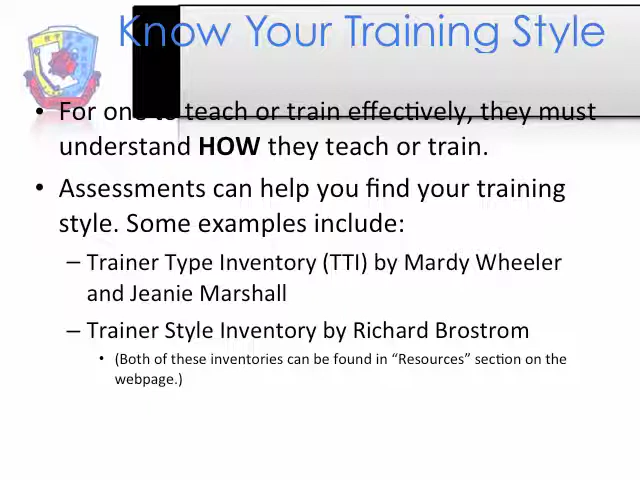 Know Your Training Style
• For one to teach or train effectively, they must
understand HOW they teach or train.
• Assessments can help you find your training
style. Some examples include:
– Trainer Type Inventory (TTI) by Mardy Wheeler
and Jeanie Marshall
– Trainer Style Inventory by Richard Brostrom
• (Both of these inventories can be found in “Resources” section on the
webpage.)